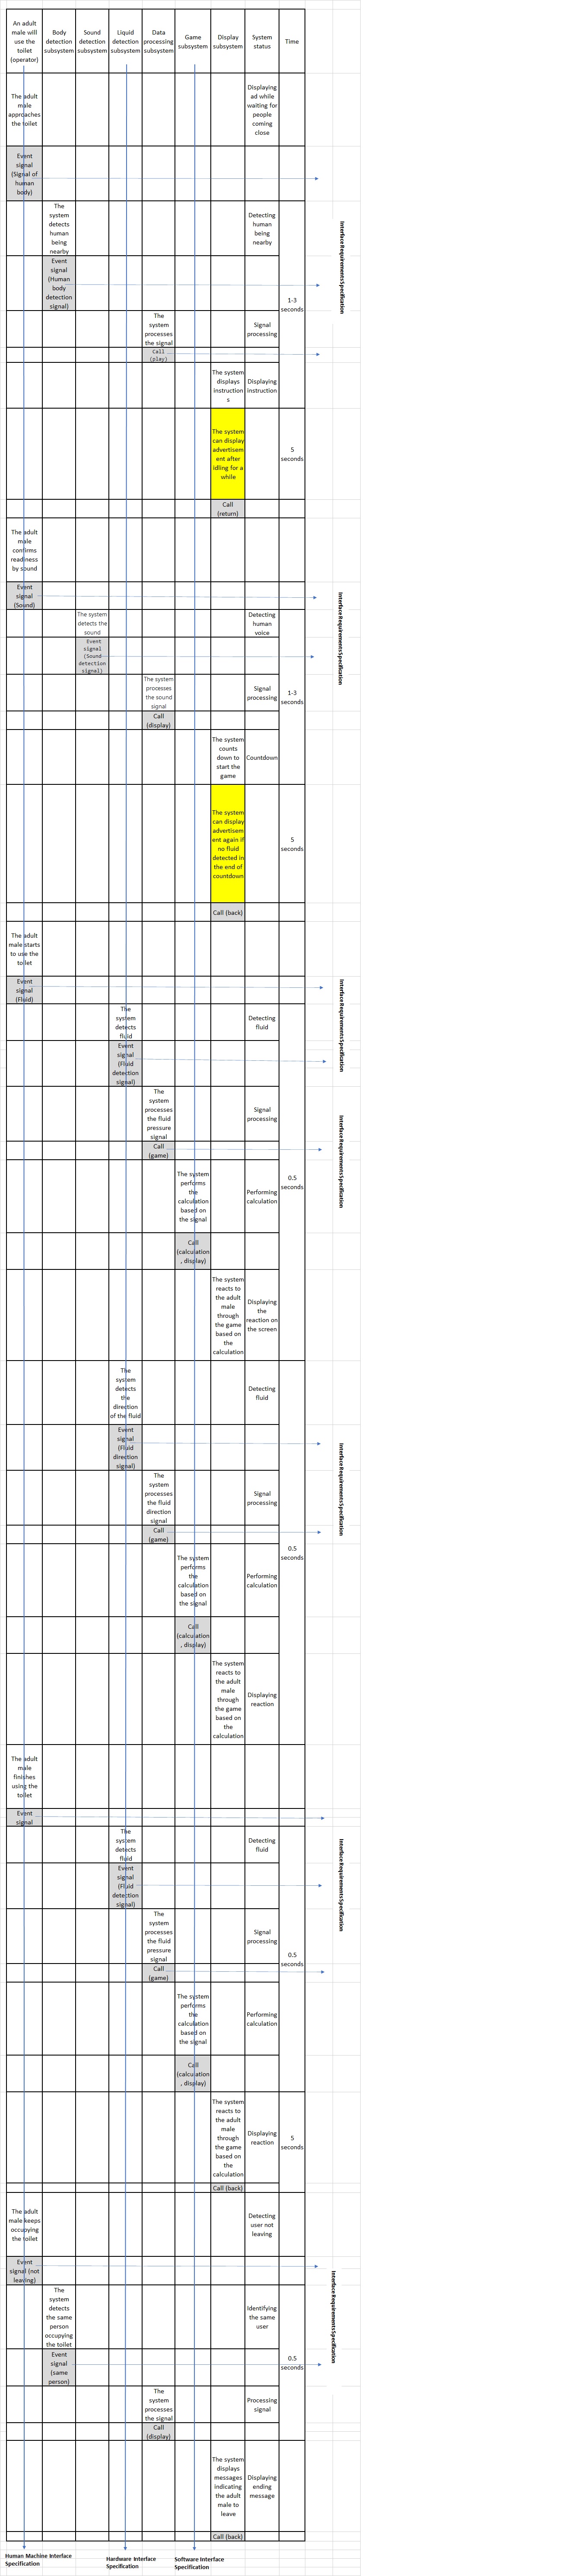 An adult
male will
use the
toilet
(operator)
Body
detection
subsystem
Sound
detection
subsystem
Liquid
detection
subsystem
Data
processing
subsystem
Game
subsystem
Display
subsystem
System
status
Time
The adult
male
approaches
the toilet
Displaying
ad while
waiting for
people
coming
close
Event
signal
(Signal of
human
body)
The
system
detects
human
being
nearby
Detecting
human
being
nearby
Interface Requirements Specification
Event
signal
(Human
body
detection
signal)
1-3
seconds
The
system
processes
the signal
Signal
processing
Call
(play)
The system
displays
instruction
s
Displaying
instruction
The system
can display
advertisem
ent after
idling for a
while
5
seconds
Call
(return)
The adult
male
confirms
readiness
by sound
Event
signal
(Sound)
Interface Requirements Specification
The system
detects the
sound
Detecting
human
voice
Event
signal
(Sound
detection
signal)
1-3
seconds
The system
processes
the sound
signal
Signal
processing
Call
(display)
The system
counts
down to
start the
game
Countdown
The system
can display
advertisem
ent again if
no fluid
detected in
the end of
countdown
5
seconds
Call (back)
The adult
male starts
to use the
toilet
Event
signal
(Fluid)
Interface Requirements Specification
The
system
detects
fluid
Detecting
fluid
Event
signal
(Fluid
detection
signal)
The
system
processes
the fluid
pressure
signal
Signal
processing
Interface Requirements Specification
Call
(game)
0.5
seconds
The system
performs
the
calculation
based on
the signal
Performing
calculation
Call
(calculation
, display)
The system
reacts to
the adult
male
through
the game
based on
the
calculation
Displaying
the
reaction on
the screen
The
system
detects
the
direction
of the fluid
Detecting
fluid
Event
signal
(Fluid
direction
signal)
Interface Requirements Specification
The
system
processes
the fluid
direction
signal
Signal
processing
Call
(game)
0.5
seconds
The system
performs
the
calculation
based on
the signal
Performing
calculation
Call
(calculation
, display)
The system
reacts to
the adult
male
through
the game
based on
the
calculation
Displaying
reaction
The adult
male
finishes
using the
toilet
Event
signal
The
system
detects
fluid
Detecting
fluid
Interface Requirements Specification
Event
signal
(Fluid
detection
signal)
The
system
processes
the fluid
pressure
signal
Signal
processing
0.5
seconds
Call
(game)
The system
performs
the
calculation
based on
the signal
Performing
calculation
Call
(calculation
, display)
The system
reacts to
the adult
male
through
the game
based on
the
calculation
Displaying
reaction
5
seconds
Call (back)
The adult
male keeps
occupying
the toilet
Detecting
user not
leaving
Event
signal (not
leaving)
Interface Requirements Specification
The
system
detects
the same
person
occupying
the toilet
Identifying
the same
user
Event
signal
(same
person)
0.5
seconds
The
system
processes
the signal
Processing
signal
Call
(display)
The system
displays
messages
indicating
the adult
male to
leave
Displaying
ending
message
Call (back)
Human Machine Interface
Specification
Hardware Interface
Specification
Software Interface
Specification